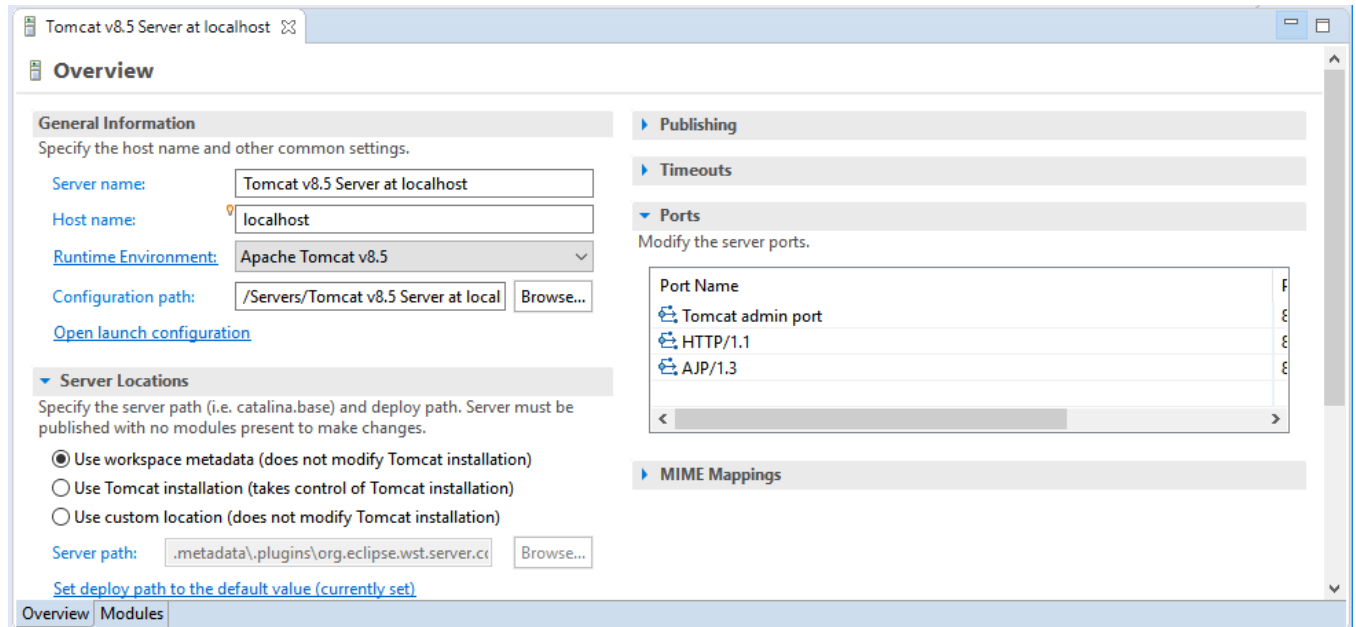 Tomcat v8.5 Server at localhost
Overview
General Information
Specify the host name and other common settings.
Server name:
Tomcat v8.5 Server at localhost
Host name:
localhost
Runtime Environment:
Apache Tomcat v8.5
Configuration path:
/Servers/Tomcat v8.5 Server at local
Browse...
Open launch configuration
Server Locations
Specify the server path (i.e. catalina.base) and deploy path. Server must be
published with no modules present to make changes.
Use workspace metadata (does not modify Tomcat installation)
Use Tomcat installation (takes control of Tomcat installation)
Use custom location (does not modify Tomcat installation)
Server path:
.metadata\.plugins\org.eclipse.wst.server.co
Browse...
Set deploy path to the default value (currently set)
Publishing
Timeouts
Ports
Modify the server ports.
Port Name
Tomcat admin port
HTTP/1.1
AJP/1.3
MIME Mappings
Overview
Modules